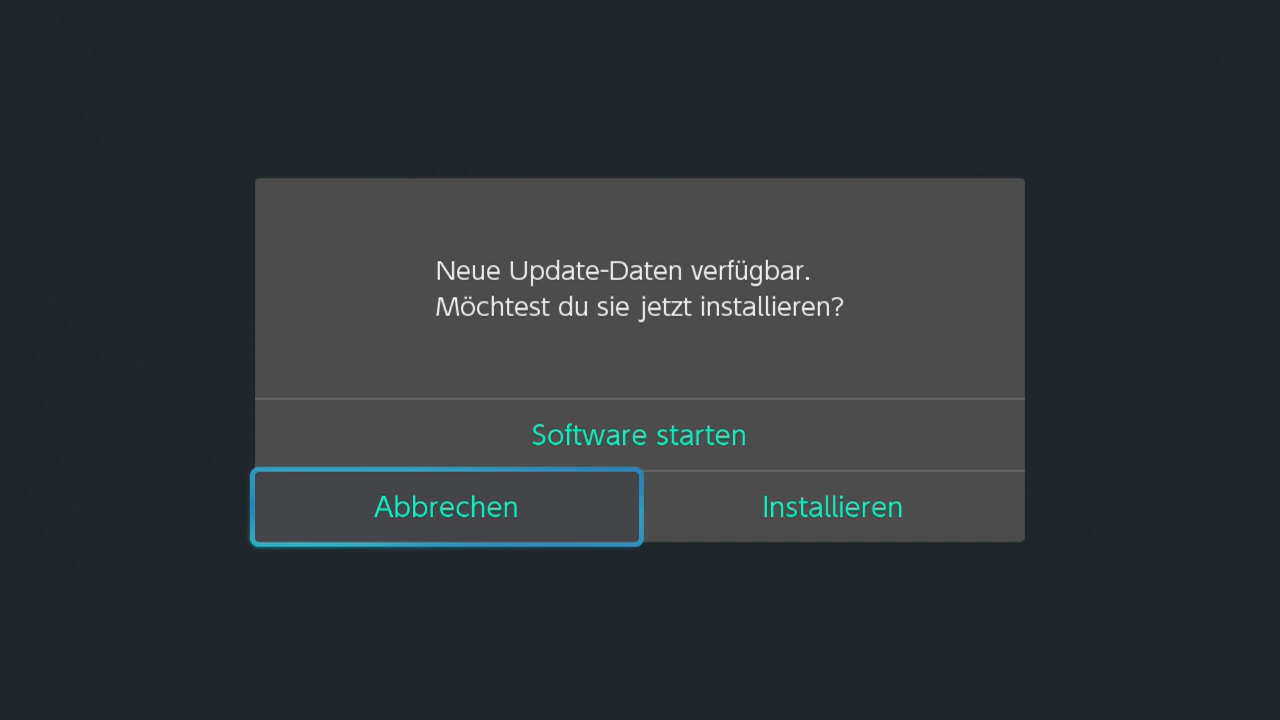 Neue Update-Daten verfügbar.
Möchtest du sie jetzt installieren?
Software starten
Abbrechen
Installieren